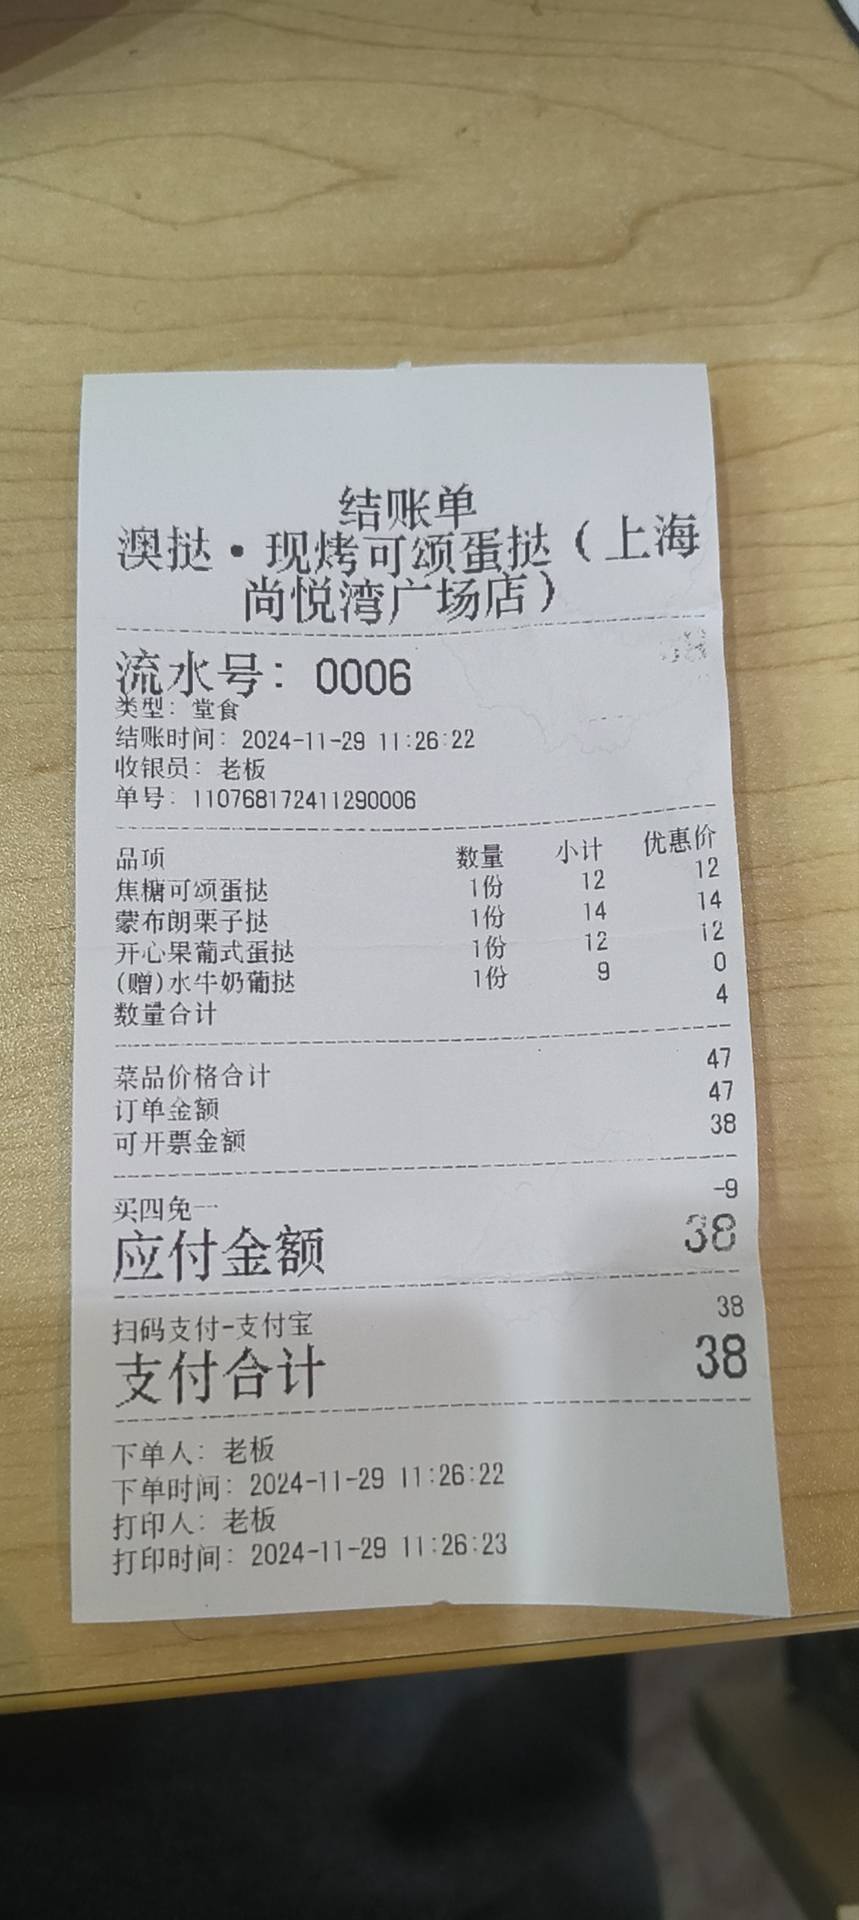 结账单
澳挞·现烤可颂蛋挞（上海
尚悦湾广场店）
流水号：0006
类型：堂食
结账时间：2024-11-29 11:26:22
收银员：老板
单号：110768172411290006
品项 数量 小计 优惠价
焦糖可颂蛋挞 1份 12 12
蒙布朗栗子挞 1份 14 14
开心果葡式蛋挞 1份 12 12
(赠)水牛奶葡挞 1份 9 0
数量合计 4
菜品价格合计 47
订单金额 47
可开票金额 38
买四免一 -9
应付金额 38
扫码支付-支付宝 38
支付合计 38
下单人：老板
下单时间：2024-11-29 11:26:22
打印人：老板
打印时间：2024-11-29 11:26:23